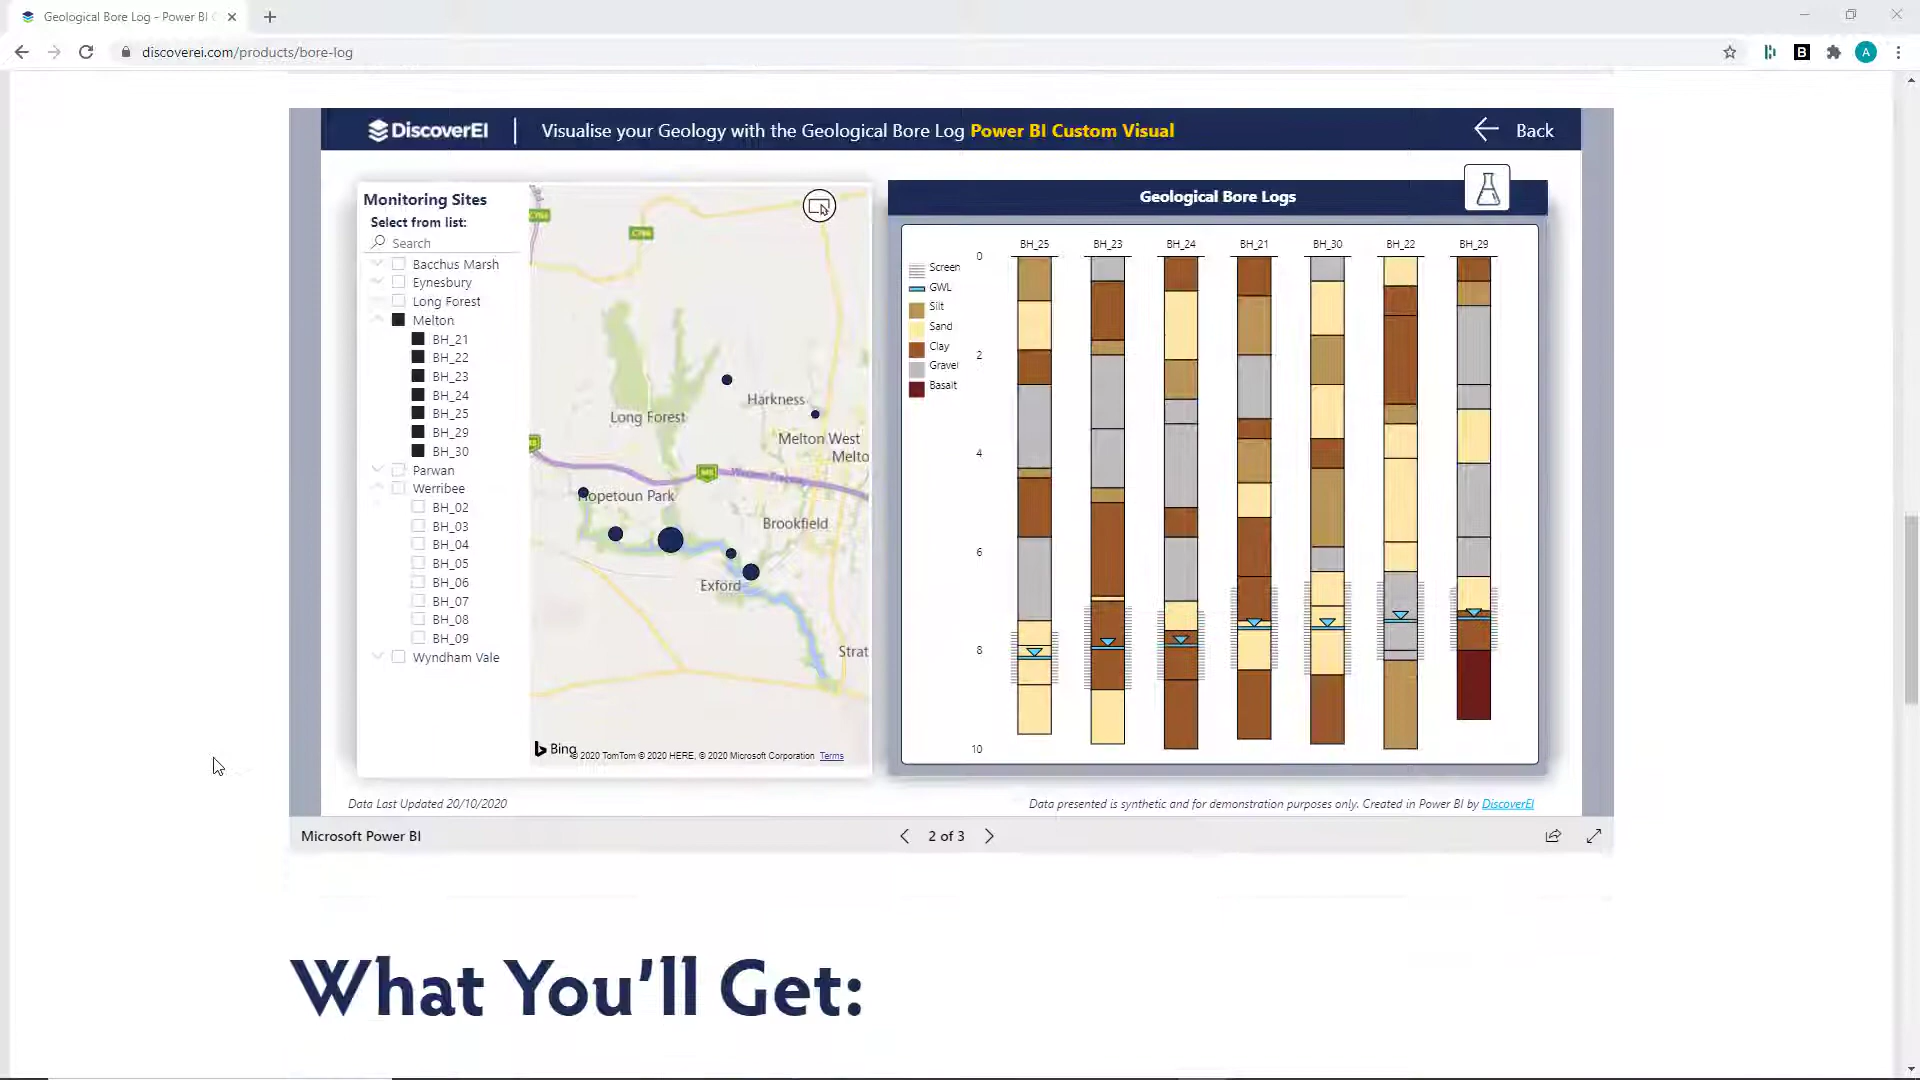 Geological Bore Log - Power BI C
discoverei.com/products/bore-log
B
A
DiscoverEI
Visualise your Geology with the Geological Bore Log Power BI Custom Visual
Back
Monitoring Sites
Select from list:
Search
Bacchus Marsh
Eynesbury
Long Forest
Melton
BH_21
BH_22
BH_23
BH_24
BH_25
BH_29
BH_30
Parwan
Werribee
BH_02
BH_03
BH_04
BH_05
BH_06
BH_07
BH_08
BH_09
Wyndham Vale
C704
Long Forest
Harkness
Melton West
Melto
M8
Western Freeway
Hopetoun Park
Brookfield
Exford
Strat
Bing
© 2020 TomTom © 2020 HERE, © 2020 Microsoft Corporation Terms
Geological Bore Logs
BH_25 BH_23 BH_24 BH_21 BH_30 BH_22 BH_29
Screen
GWL
Silt
Sand
Clay
Gravel
Basalt
0
2
4
6
8
10
Data Last Updated 20/10/2020
Data presented is synthetic and for demonstration purposes only. Created in Power BI by DiscoverEI
Microsoft Power BI
2 of 3
What You'll Get: